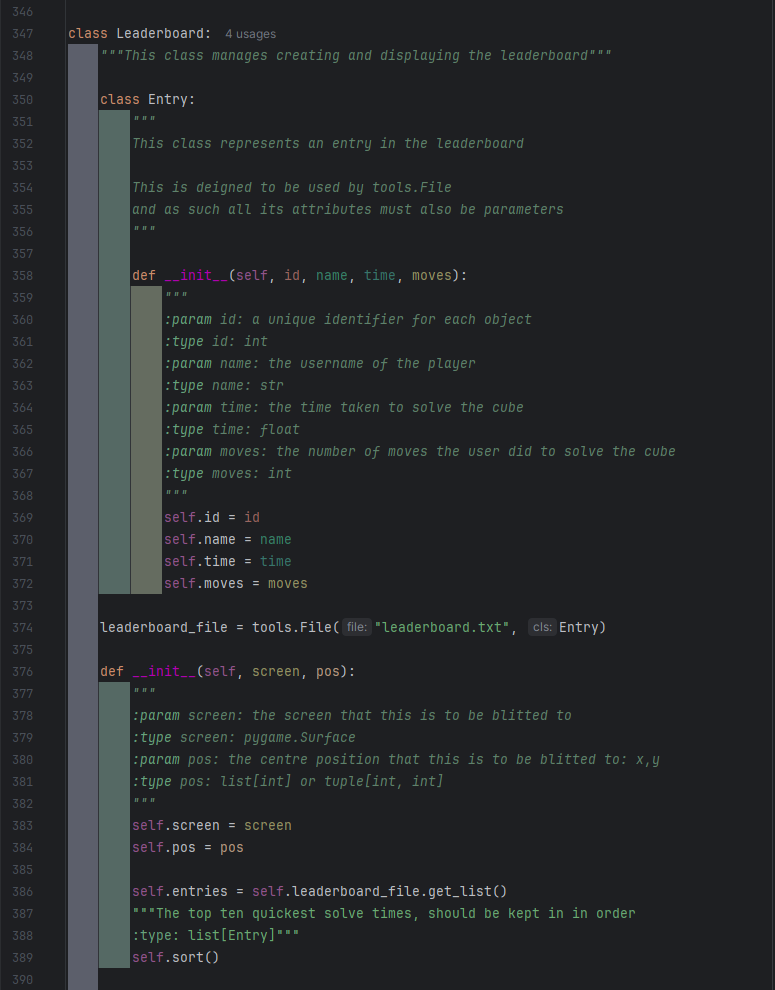 346
347 class Leaderboard: 4 usages
348 """This class manages creating and displaying the leaderboard"""
349
350 class Entry:
351 """
352 This class represents an entry in the leaderboard
353
354 This is deigned to be used by tools.File
355 and as such all its attributes must also be parameters
356 """
357
358 def __init__(self, id, name, time, moves):
359 """
360 :param id: a unique identifier for each object
361 :type id: int
362 :param name: the username of the player
363 :type name: str
364 :param time: the time taken to solve the cube
365 :type time: float
366 :param moves: the number of moves the user did to solve the cube
367 :type moves: int
368 """
369 self.id = id
370 self.name = name
371 self.time = time
372 self.moves = moves
373
374 leaderboard_file = tools.File( file: "leaderboard.txt", cls: Entry)
375
376 def __init__(self, screen, pos):
377 """
378 :param screen: the screen that this is to be blitted to
379 :type screen: pygame.Surface
380 :param pos: the centre position that this is to be blitted to: x,y
381 :type pos: list[int] or tuple[int, int]
382 """
383 self.screen = screen
384 self.pos = pos
385
386 self.entries = self.leaderboard_file.get_list()
387 """The top ten quickest solve times, should be kept in in order
388 :type: list[Entry]"""
389 self.sort()
390